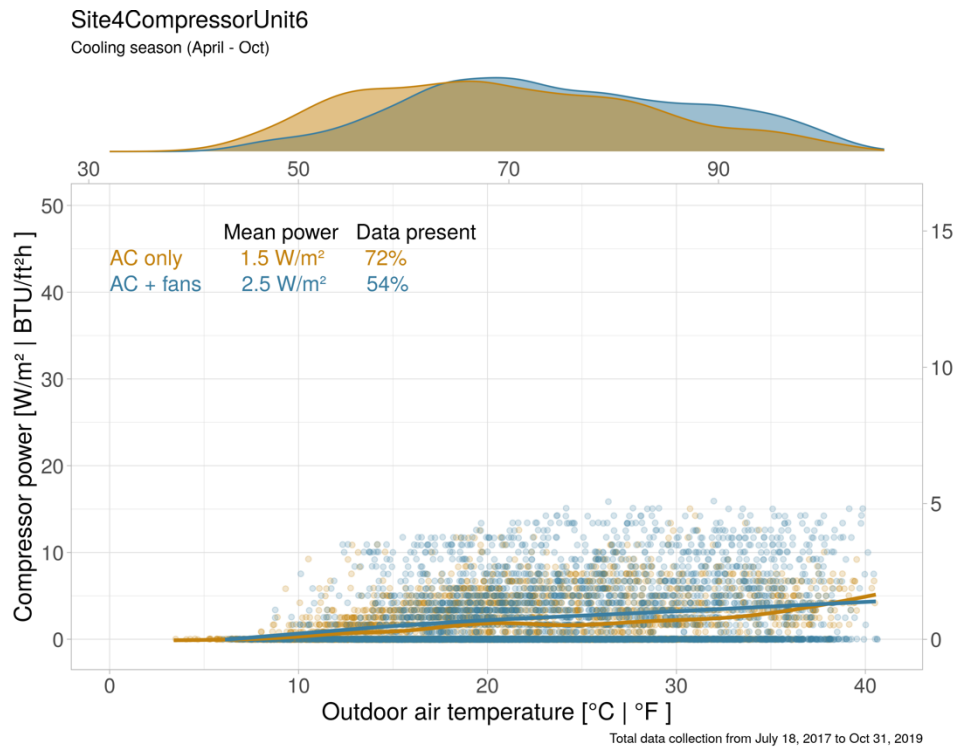 Site4CompressorUnit6
Cooling season (April - Oct)
30 50 70 90
Mean power Data present
AC only 1.5 W/m² 72%
AC + fans 2.5 W/m² 54%
Compressor power [W/m² | BTU/ft²h ]
50
40
30
20
10
0
15
10
5
0
0 10 20 30 40
Outdoor air temperature [°C | °F ]
Total data collection from July 18, 2017 to Oct 31, 2019